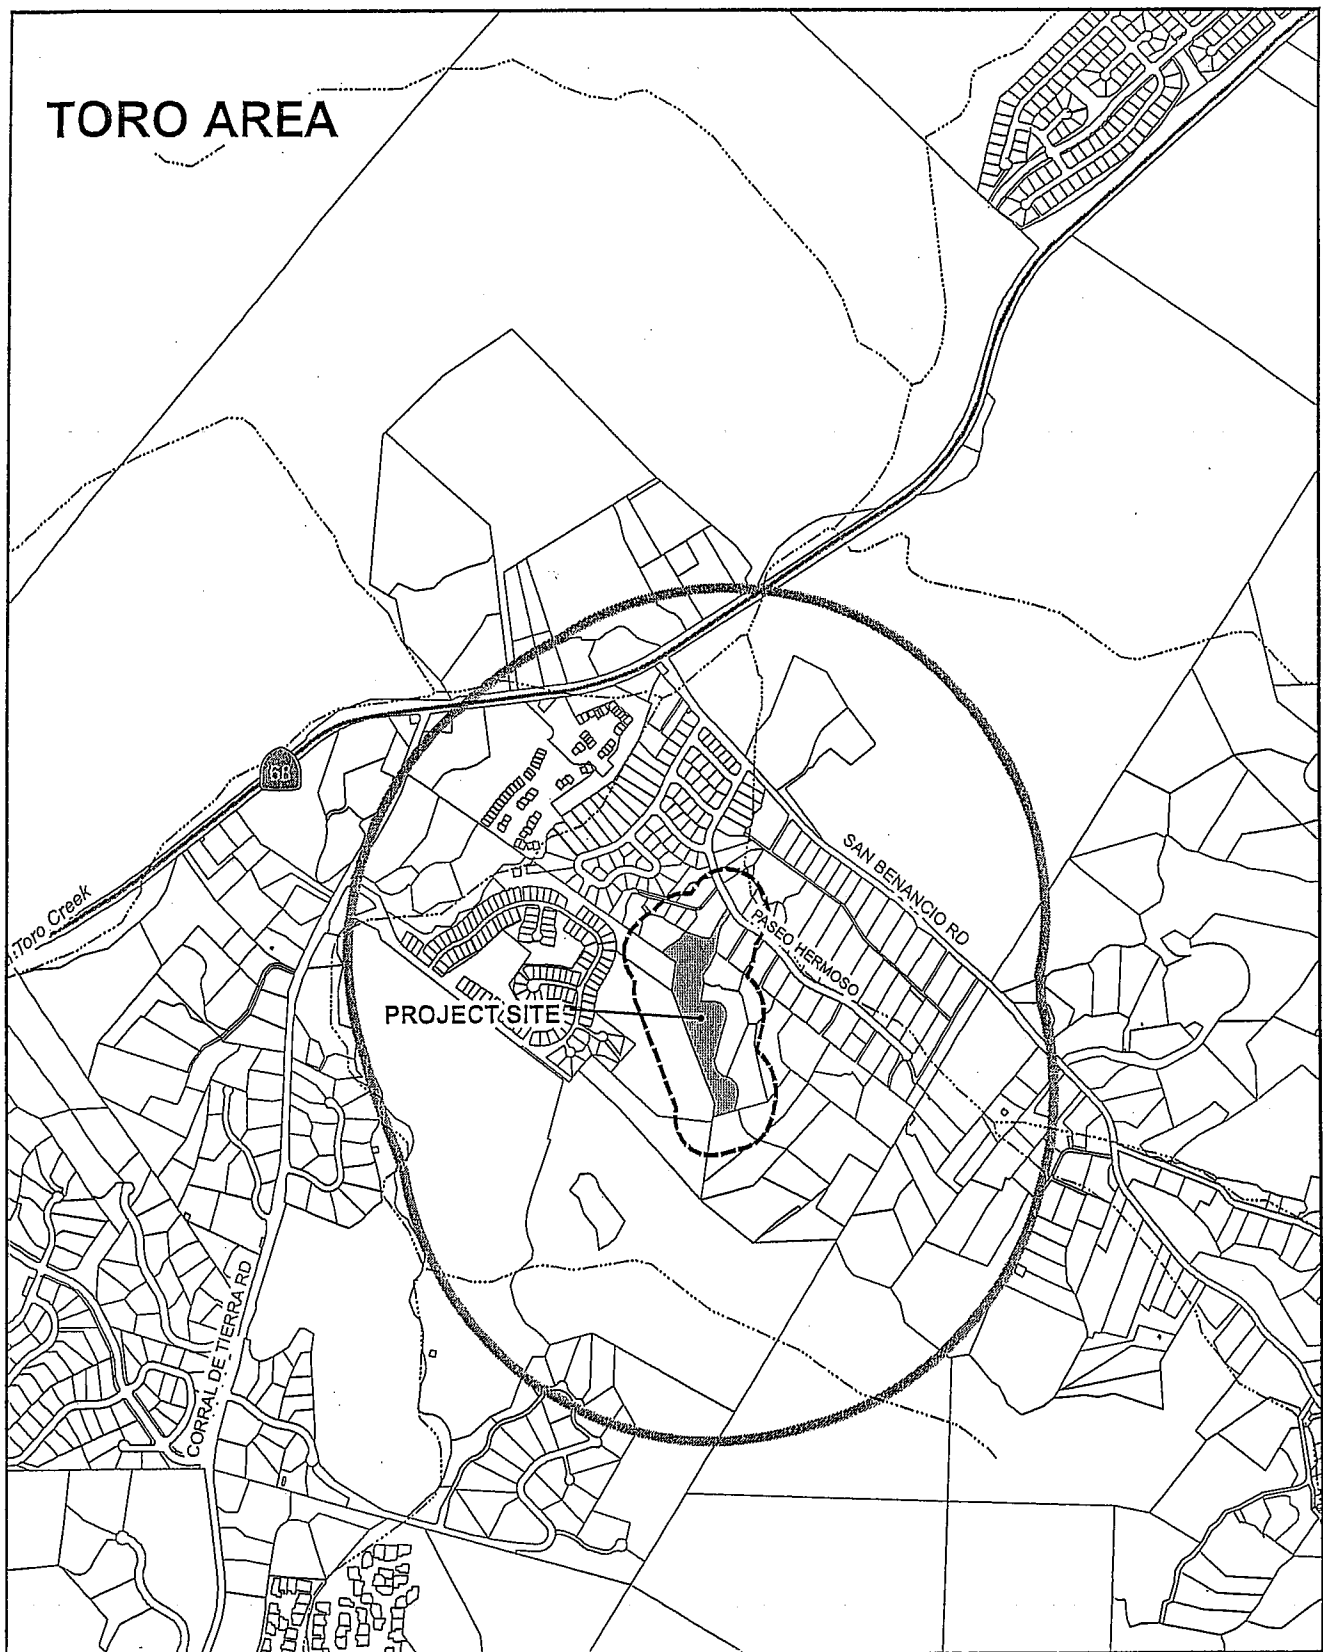 TORO AREA
68
Toro Creek
SAN BENANCIO RD
PASEO HERMOSO
PROJECT SITE
CORRAL DE TIERRA RD